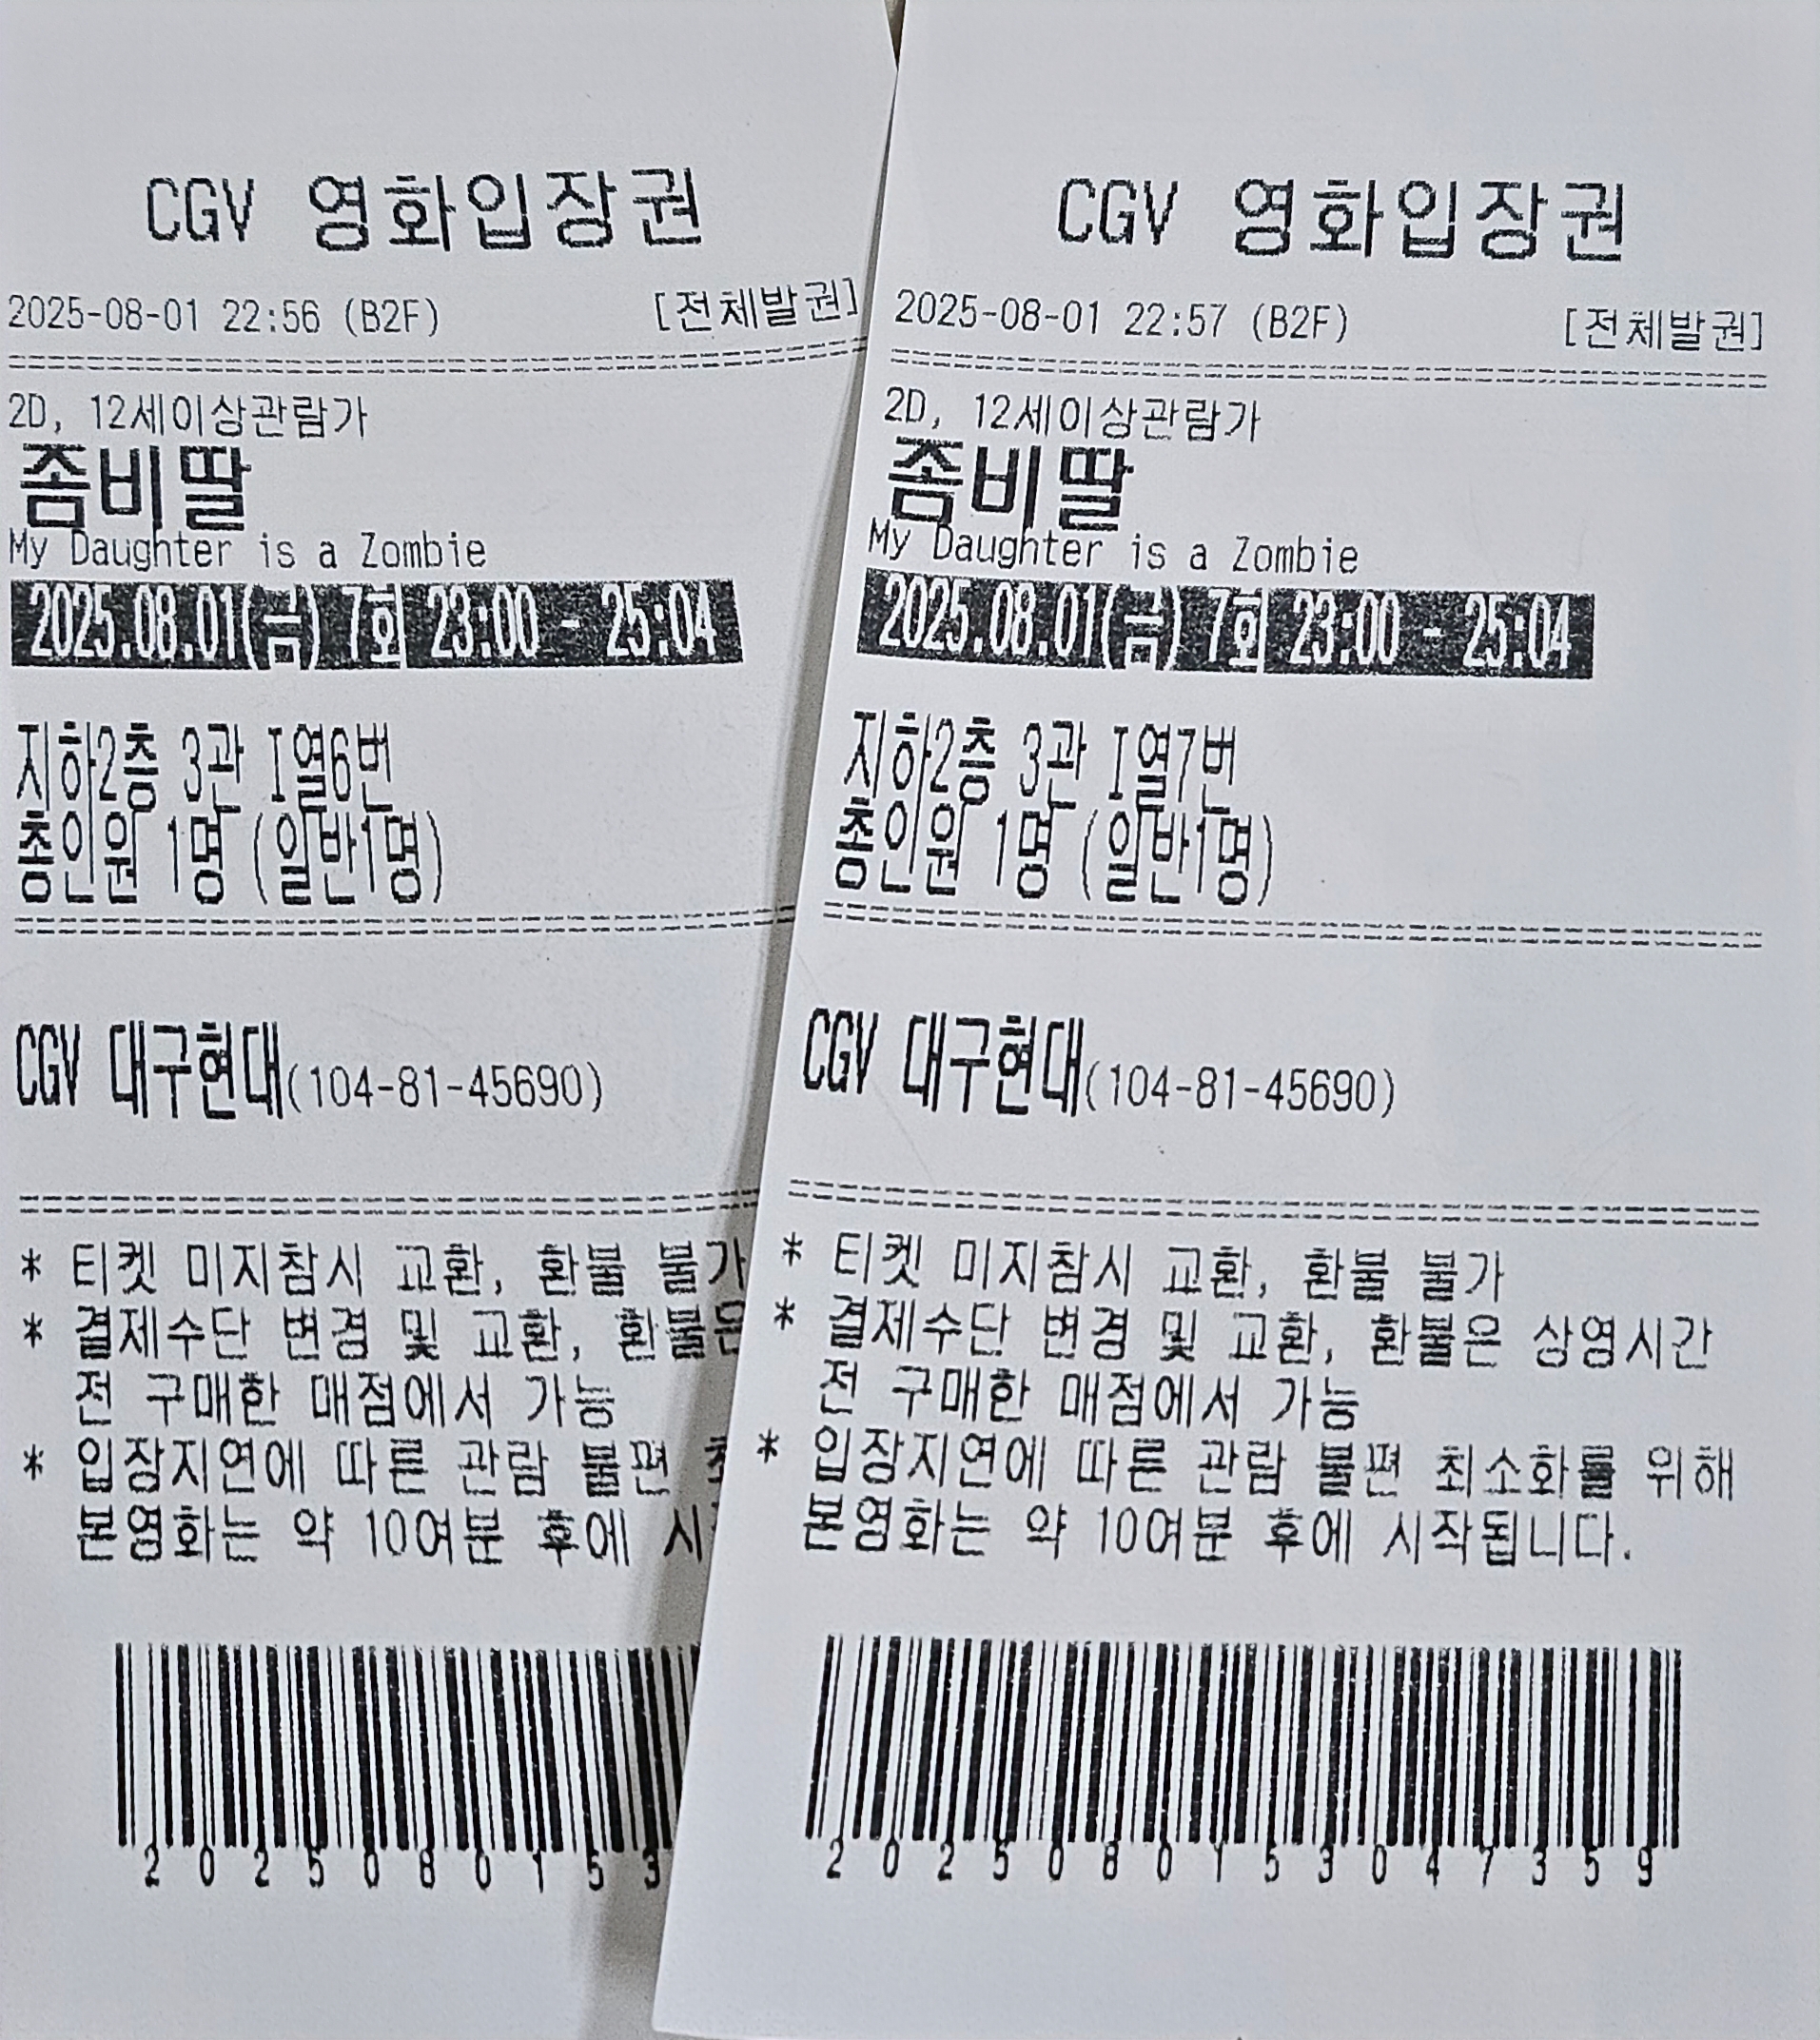 CGV 영화입장권
2025-08-01 22:56 (B2F) [전체발권]
2D, 12세이상관람가
좀비딸
My Daughter is a Zombie
2025.08.01(금) 7회 23:00 - 25:04
지하2층 3관 I열6번
총인원 1명 (일반1명)
CGV 대구현대(104-81-45690)
* 티켓 미지참시 교환, 환불 불가
* 결제수단 변경 및 교환, 환불은
전 구매한 매점에서 가능
* 입장지연에 따른 관람 불편
본영화는 약 10여분 후에 시
2025080153
CGV 영화입장권
2025-08-01 22:57 (B2F) [전체발권]
2D, 12세이상관람가
좀비딸
My Daughter is a Zombie
2025.08.01(금) 7회 23:00 - 25:04
지하2층 3관 I열7번
총인원 1명 (일반1명)
CGV 대구현대(104-81-45690)
* 티켓 미지참시 교환, 환불 불가
* 결제수단 변경 및 교환, 환불은 상영시간
전 구매한 매점에서 가능
* 입장지연에 따른 관람 불편 최소화를 위해
본영화는 약 10여분 후에 시작됩니다.
2025080153047359